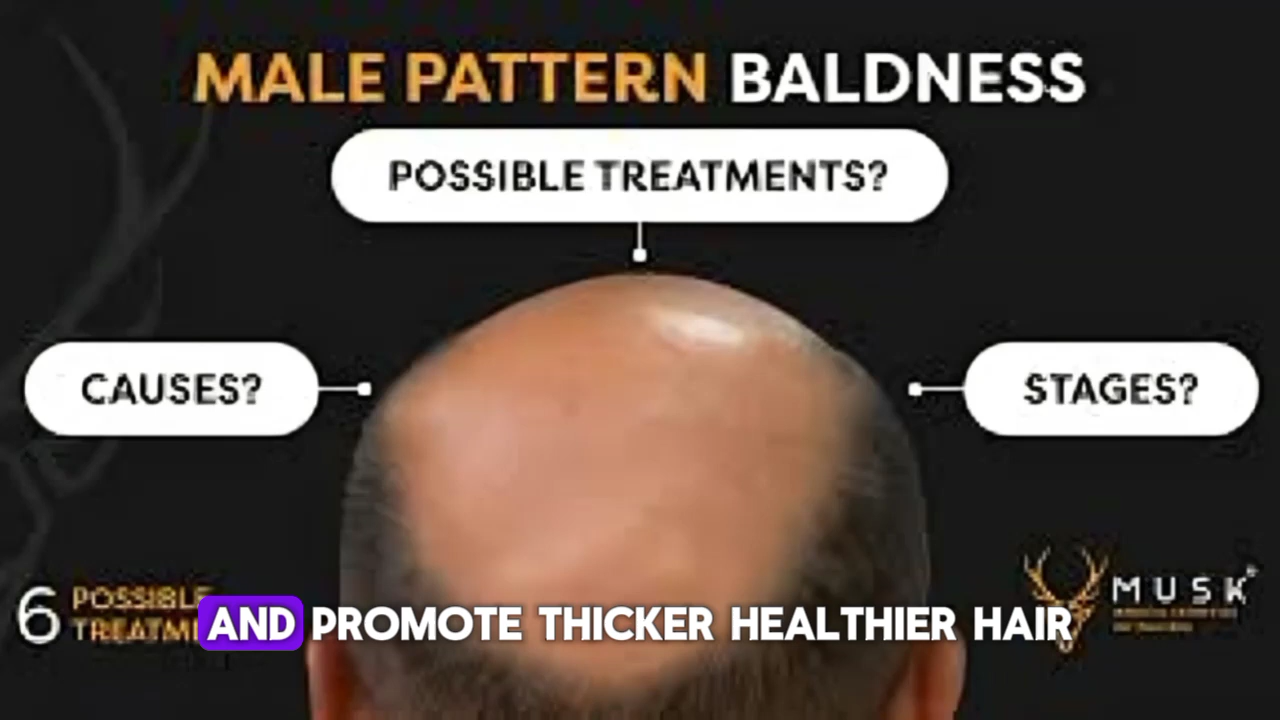 MALE PATTERN BALDNESS
POSSIBLE TREATMENTS?
CAUSES?
STAGES?
6 POSSIBLE
MUSK
AND PROMOTE THICKER HEALTHIER HAIR